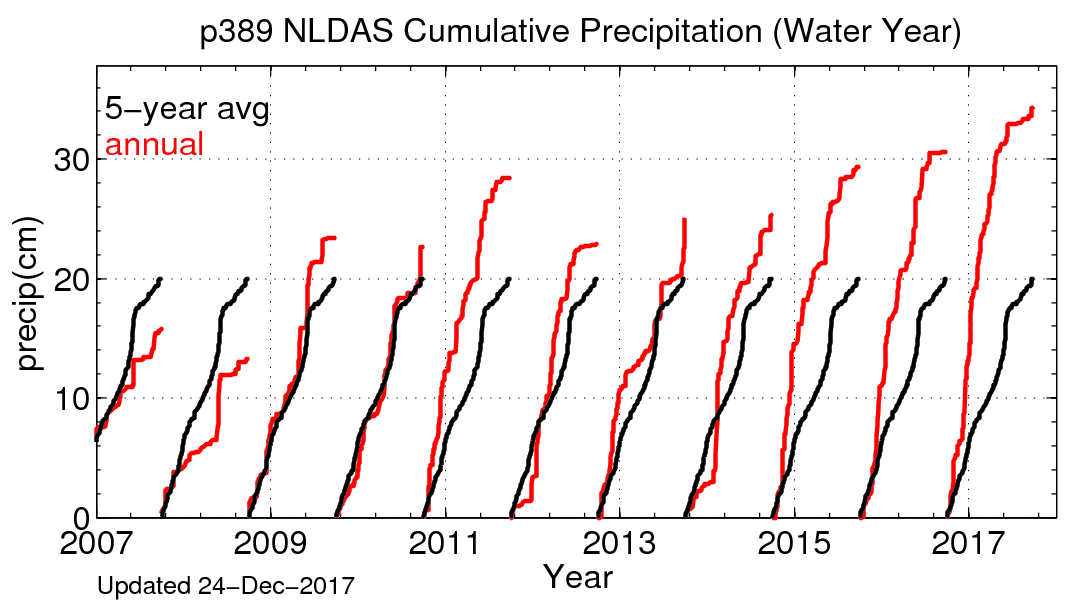 p389 NLDAS Cumulative Precipitation (Water Year)
5−year avg
annual
precip(cm)
30
20
10
0
2007 2009 2011 2013 2015 2017
Year
Updated 24−Dec−2017